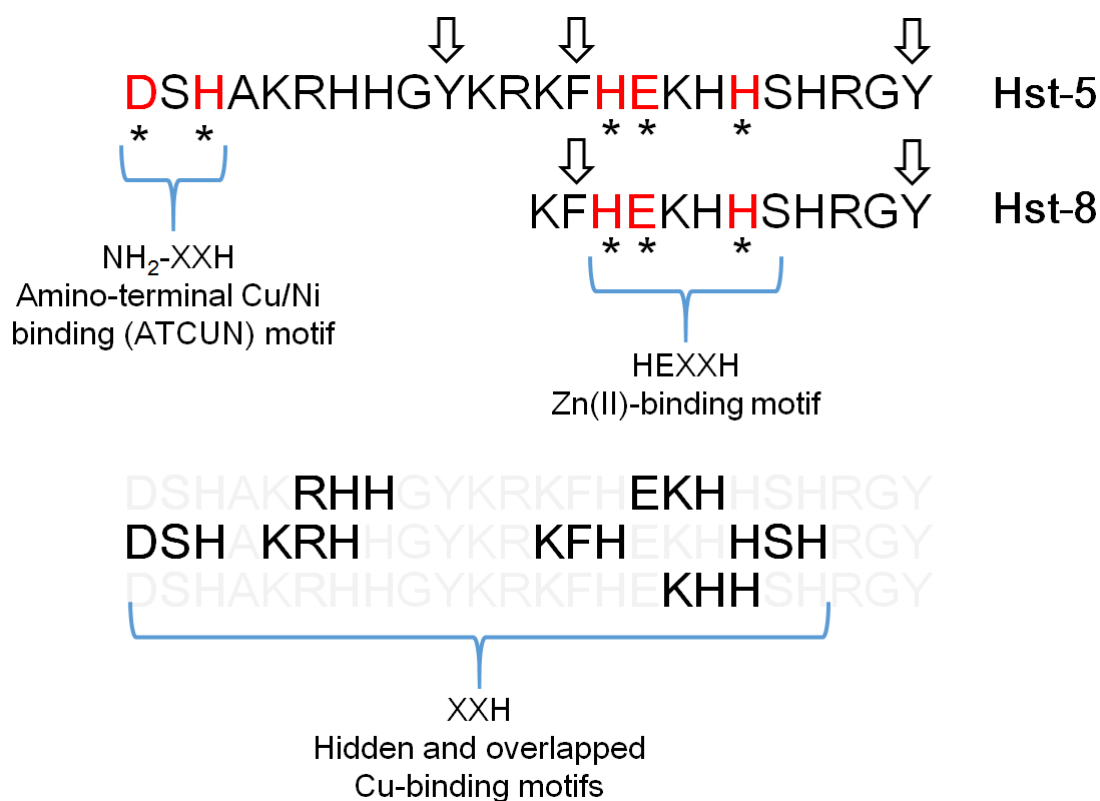 DSHAKRHHGYKRKFHEKHHSHRGY Hst-5
* * * * *
KFHEKHHSHRGY Hst-8
* * *
NH2-XXH
Amino-terminal Cu/Ni
binding (ATCUN) motif
HEXXH
Zn(II)-binding motif
DSHAKRHHGYKRKFHEKHHSHRGY
DSHAKRHHGYKRKFHEKHHSHRGY
DSHAKRHHGYKRKFHEKHHSHRGY
XXH
Hidden and overlapped
Cu-binding motifs